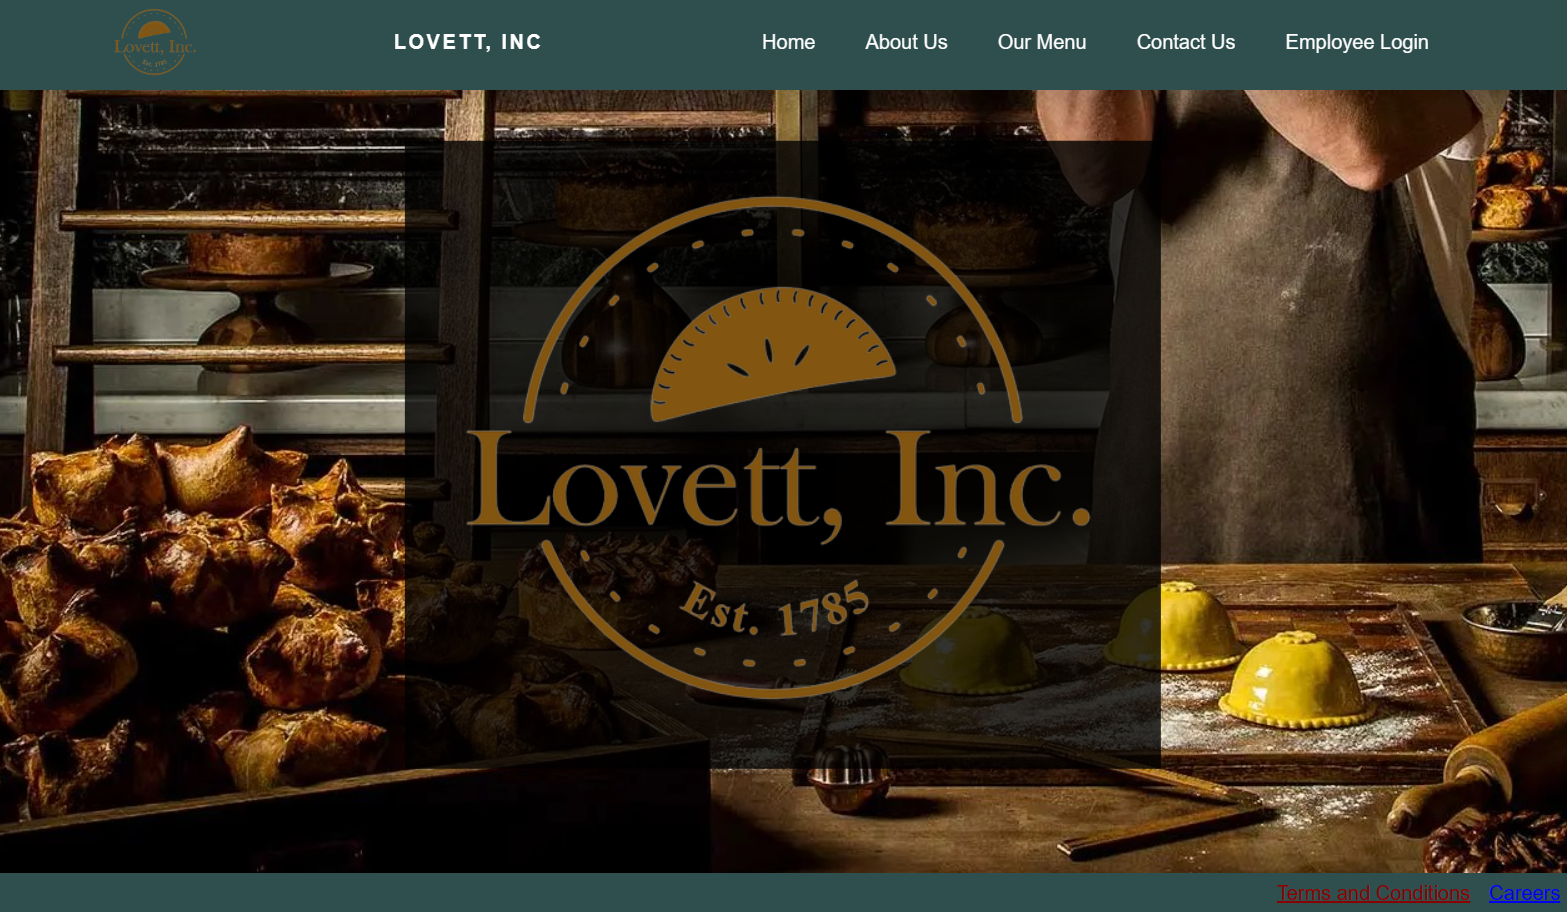 Lovett, Inc.
Est. 1785
LOVETT, INC
Home
About Us
Our Menu
Contact Us
Employee Login
Lovett, Inc.
Est. 1785
Terms and Conditions
Careers